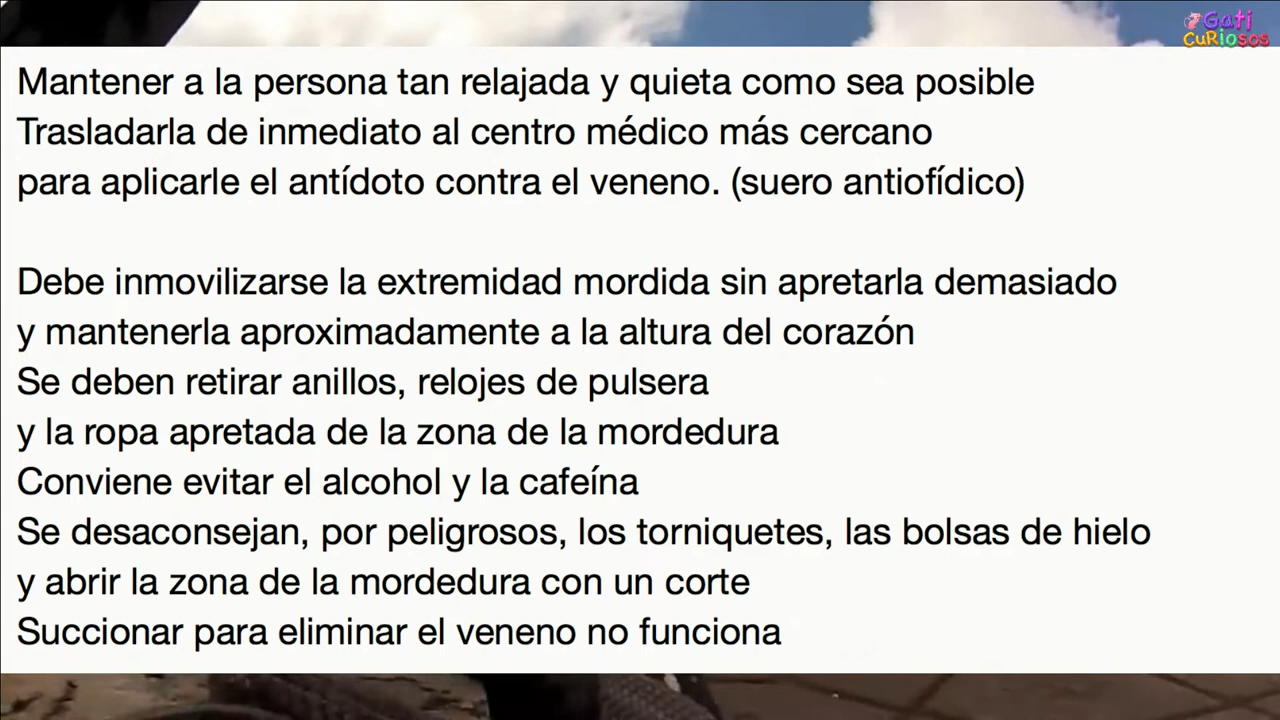 Gati
CuRiosos
Mantener a la persona tan relajada y quieta como sea posible
Trasladarla de inmediato al centro médico más cercano
para aplicarle el antídoto contra el veneno. (suero antiofídico)
Debe inmovilizarse la extremidad mordida sin apretarla demasiado
y mantenerla aproximadamente a la altura del corazón
Se deben retirar anillos, relojes de pulsera
y la ropa apretada de la zona de la mordedura
Conviene evitar el alcohol y la cafeína
Se desaconsejan, por peligrosos, los torniquetes, las bolsas de hielo
y abrir la zona de la mordedura con un corte
Succionar para eliminar el veneno no funciona